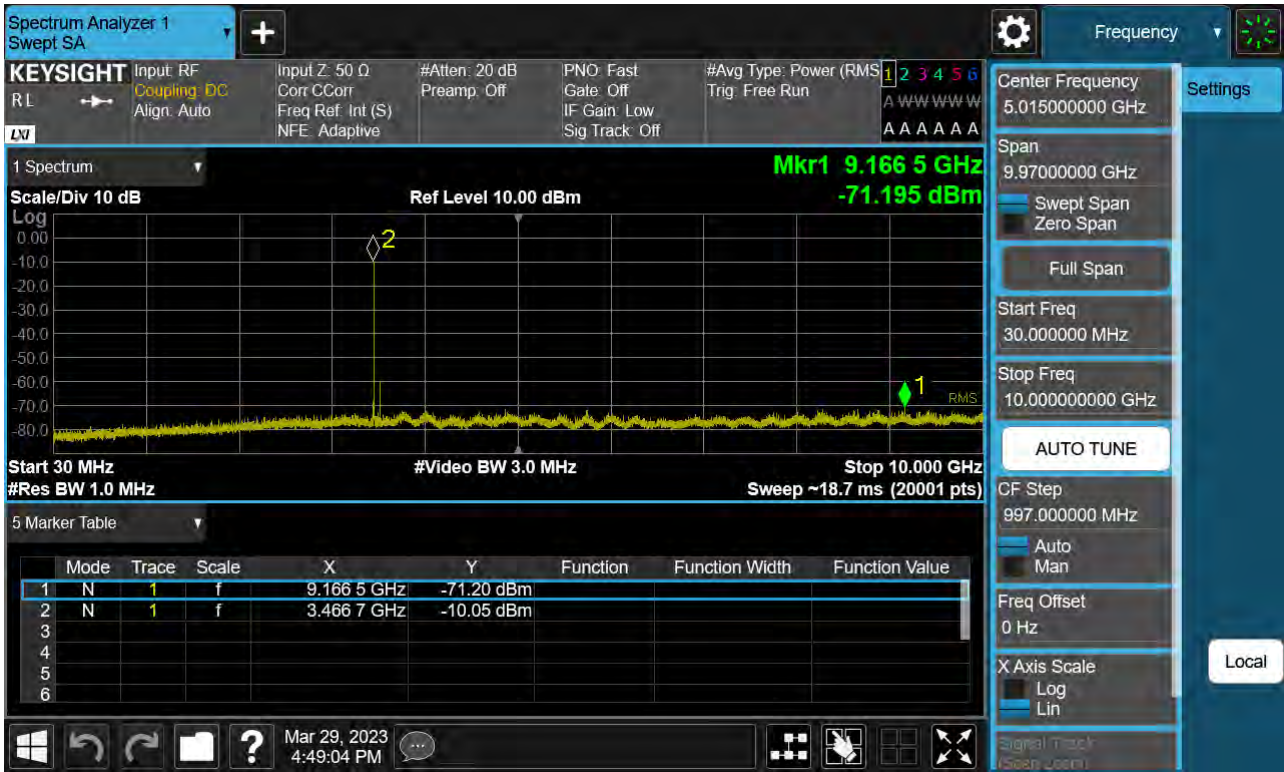 Spectrum Analyzer 1
Swept SA
+
Frequency
KEYSIGHT
RL
LXI
Input: RF
Coupling: DC
Align: Auto
Input Z: 50 Ω
Corr CCorr
Freq Ref: Int (S)
NFE: Adaptive
#Atten: 20 dB
Preamp: Off
PNO: Fast
Gate: Off
IF Gain: Low
Sig Track: Off
#Avg Type: Power (RMS
Trig: Free Run
1 2 3 4 5 6
A W W W W W
A A A A A A
1 Spectrum
Scale/Div 10 dB
Ref Level 10.00 dBm
Mkr1 9.166 5 GHz
-71.195 dBm
Log
0.00
-10.0
-20.0
-30.0
-40.0
-50.0
-60.0
-70.0
-80.0
2
1
RMS
Start 30 MHz
#Video BW 3.0 MHz
Stop 10.000 GHz
#Res BW 1.0 MHz
Sweep ~18.7 ms (20001 pts)
5 Marker Table
Mode Trace Scale X Y Function Function Width Function Value
1 N 1 f 9.166 5 GHz -71.20 dBm
2 N 1 f 3.466 7 GHz -10.05 dBm
3
4
5
6
Mar 29, 2023
4:49:04 PM
?
Center Frequency
5.015000000 GHz
Settings
Span
9.97000000 GHz
Swept Span
Zero Span
Full Span
Start Freq
30.000000 MHz
Stop Freq
10.000000000 GHz
AUTO TUNE
CF Step
997.000000 MHz
Auto
Man
Freq Offset
0 Hz
X Axis Scale
Log
Lin
Local
Signal Track
(Span Zoom)